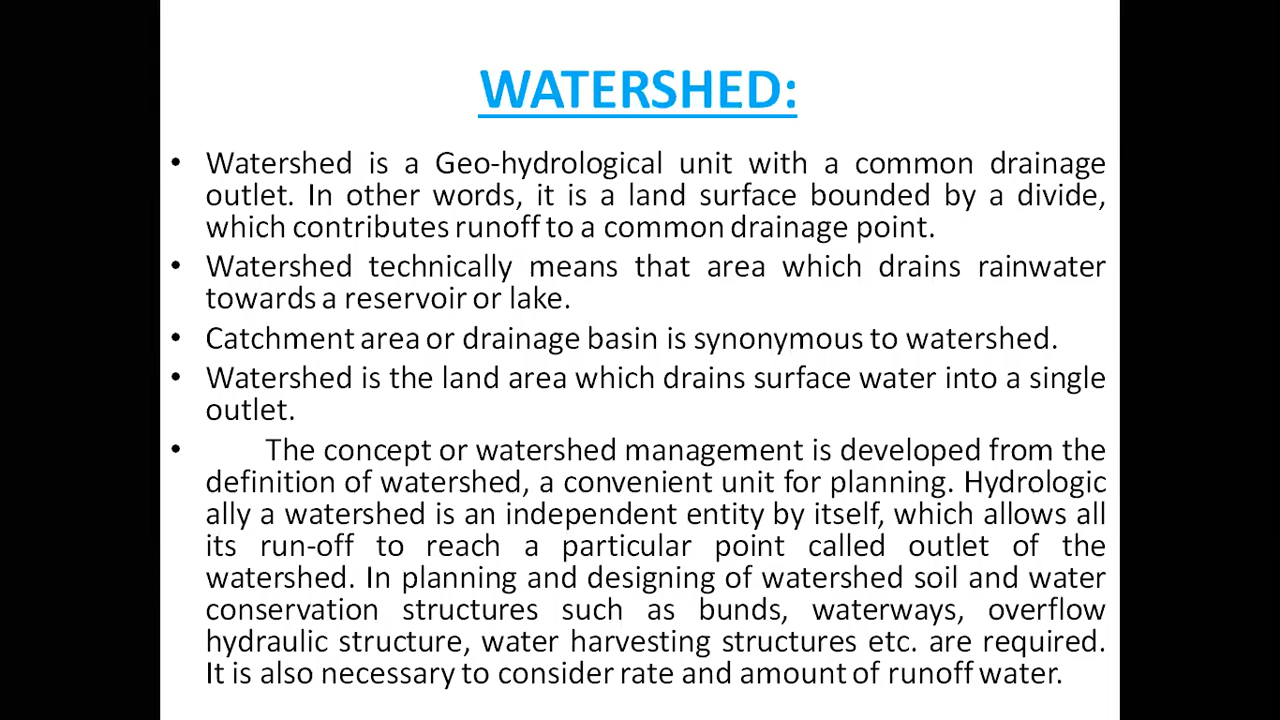 WATERSHED:
• Watershed is a Geo-hydrological unit with a common drainage
outlet. In other words, it is a land surface bounded by a divide,
which contributes runoff to a common drainage point.
• Watershed technically means that area which drains rainwater
towards a reservoir or lake.
• Catchment area or drainage basin is synonymous to watershed.
• Watershed is the land area which drains surface water into a single
outlet.
• The concept or watershed management is developed from the
definition of watershed, a convenient unit for planning. Hydrologic
ally a watershed is an independent entity by itself, which allows all
its run-off to reach a particular point called outlet of the
watershed. In planning and designing of watershed soil and water
conservation structures such as bunds, waterways, overflow
hydraulic structure, water harvesting structures etc. are required.
It is also necessary to consider rate and amount of runoff water.